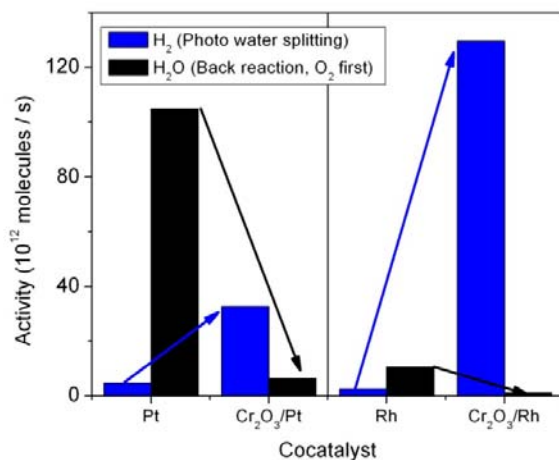 H₂ (Photo water splitting)
H₂O (Back reaction, O₂ first)
Activity (10¹² molecules / s)
120
80
40
0
Pt
Cr₂O₃/Pt
Rh
Cr₂O₃/Rh
Cocatalyst